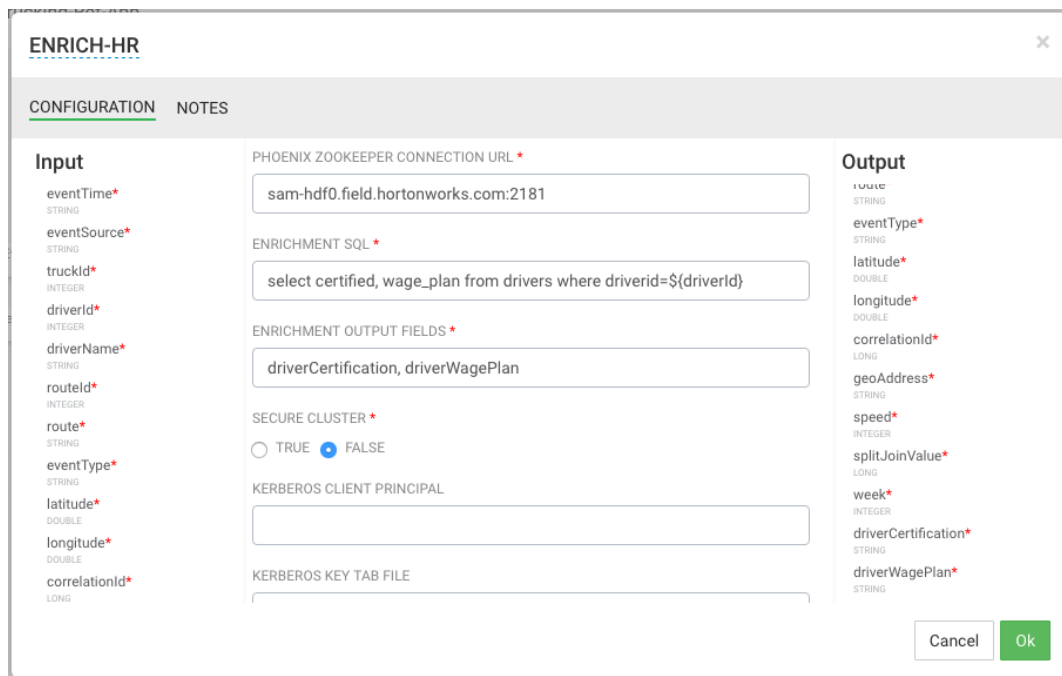 ENRICH-HR
×
CONFIGURATION NOTES
Input
eventTime*
STRING
eventSource*
STRING
truckId*
INTEGER
driverId*
INTEGER
driverName*
STRING
routeId*
INTEGER
route*
STRING
eventType*
STRING
latitude*
DOUBLE
longitude*
DOUBLE
correlationId*
LONG
PHOENIX ZOOKEEPER CONNECTION URL *
sam-hdf0.field.hortonworks.com:2181
ENRICHMENT SQL *
select certified, wage_plan from drivers where driverid=${driverId}
ENRICHMENT OUTPUT FIELDS *
driverCertification, driverWagePlan
SECURE CLUSTER *
TRUE FALSE
KERBEROS CLIENT PRINCIPAL
KERBEROS KEY TAB FILE
Output
route*
STRING
eventType*
STRING
latitude*
DOUBLE
longitude*
DOUBLE
correlationId*
LONG
geoAddress*
STRING
speed*
INTEGER
splitJoinValue*
LONG
week*
INTEGER
driverCertification*
STRING
driverWagePlan*
STRING
Cancel Ok